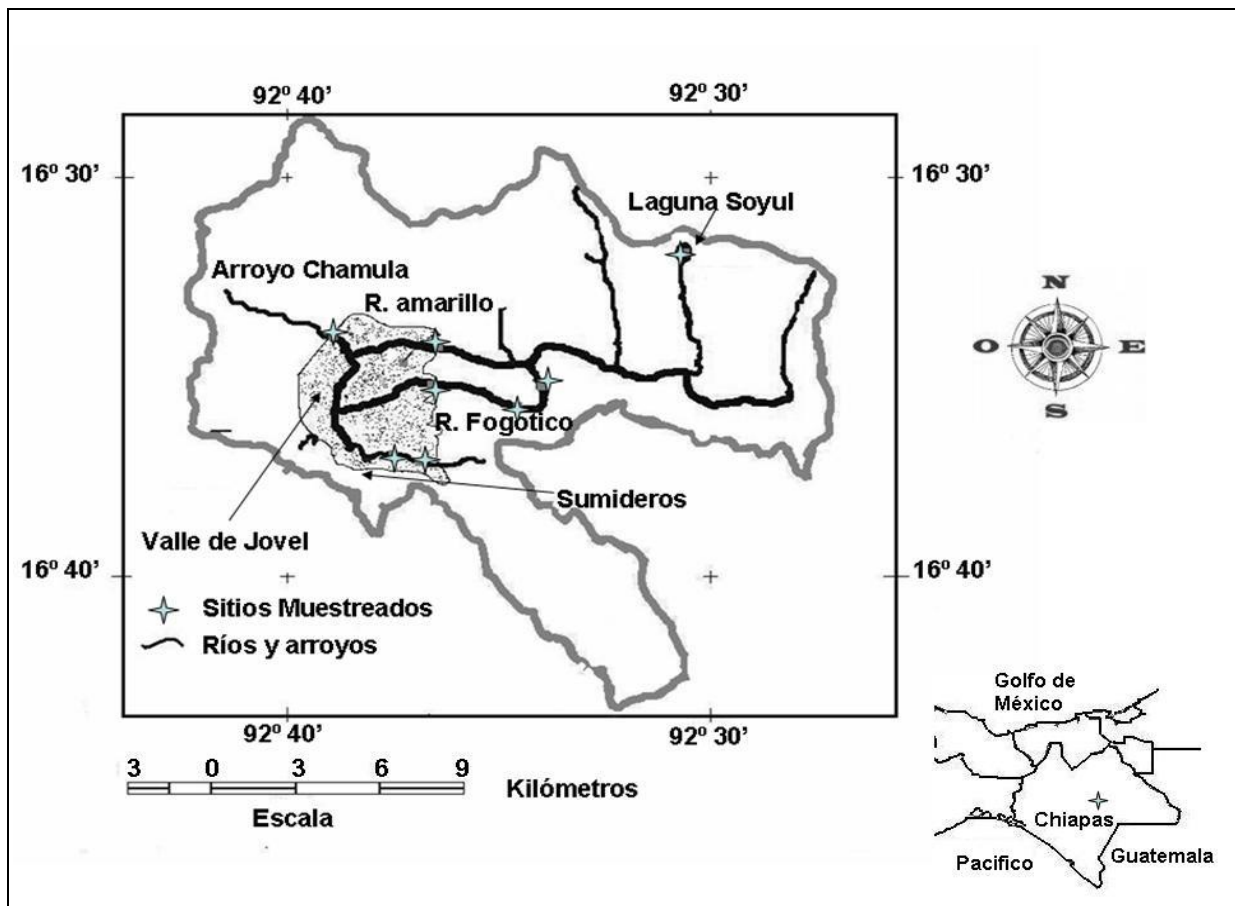 92º 40’
92º 30’
16º 30’
16º 30’
Laguna Soyul
Arroyo Chamula
R. amarillo
N
O
E
S
R. Fogótico
Sumideros
Valle de Jovel
16º 40’
16º 40’
Sitios Muestreados
Ríos y arroyos
92º 40’
92º 30’
3 0 3 6 9
Kilómetros
Escala
Golfo de
México
Chiapas
Pacifico
Guatemala